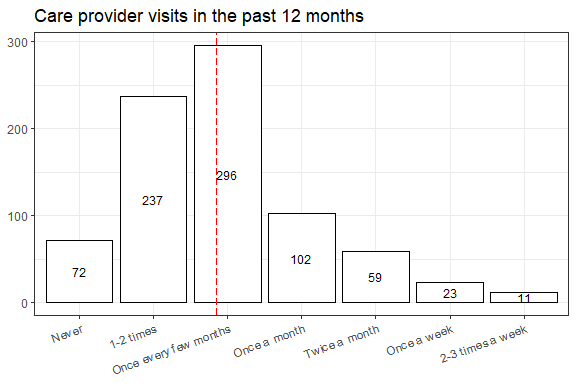 Care provider visits in the past 12 months
300
200
100
0
72
237
296
102
59
23
11
Never
1-2 times
Once every few months
Once a month
Twice a month
Once a week
2-3 times a week